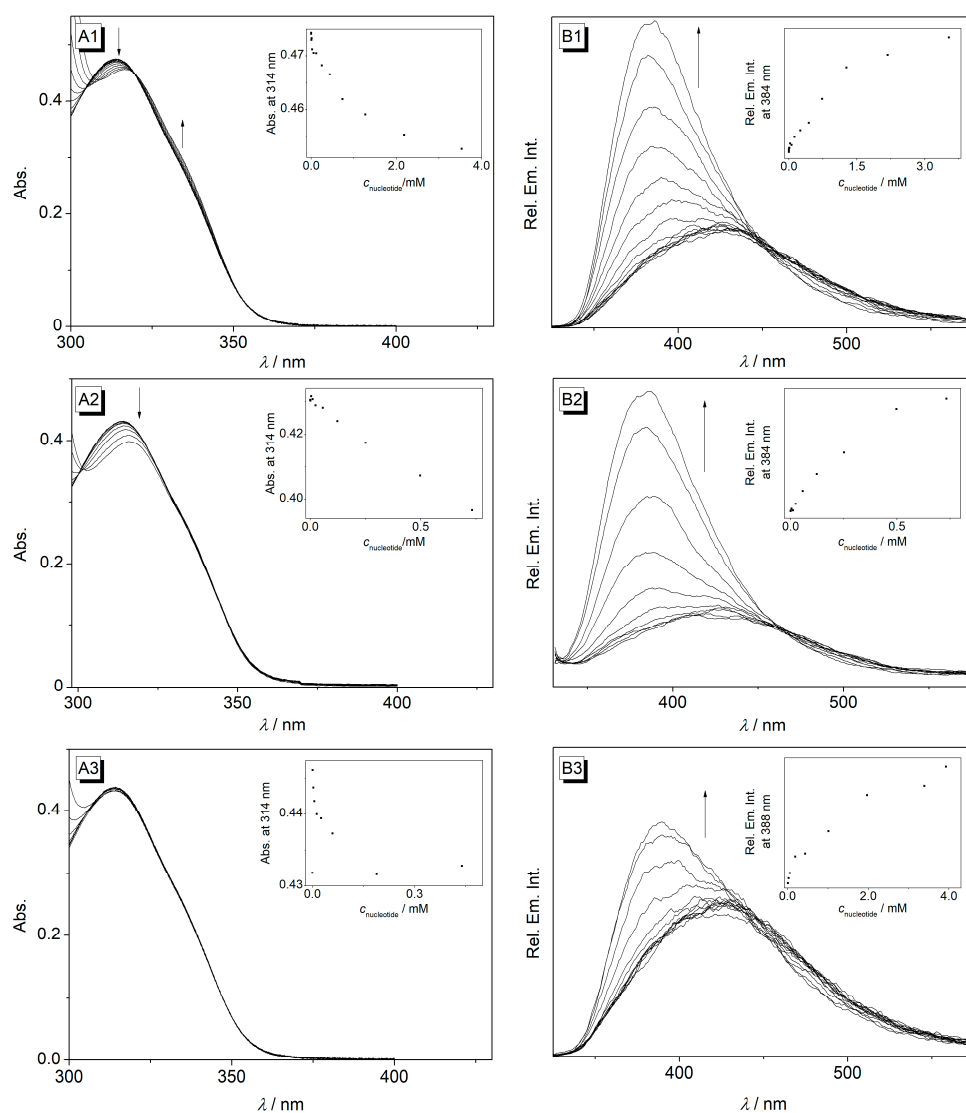 A1
Abs.
0.4
0.2
0
300
350
400
λ / nm
Abs. at 314 nm
0.47
0.46
0.0
2.0
4.0
cnucleotide/mM
B1
Rel. Em. Int.
400
500
λ / nm
Rel. Em. Int.
at 384 nm
0.0
1.5
3.0
cnucleotide / mM
A2
Abs.
0.4
0.2
0
300
350
400
λ / nm
Abs. at 314 nm
0.42
0.40
0.0
0.5
cnucleotide/mM
B2
Rel. Em. Int.
400
500
λ / nm
Rel. Em. Int.
at 384 nm
0.0
0.5
cnucleotide / mM
A3
Abs.
0.4
0.2
0.0
300
350
400
λ / nm
Abs. at 314 nm
0.44
0.43
0.0
0.3
cnucleotide / mM
B3
Rel. Em. Int.
400
500
λ / nm
Rel. Em. Int.
at 388 nm
0.0
2.0
4.0
cnucleotide / mM